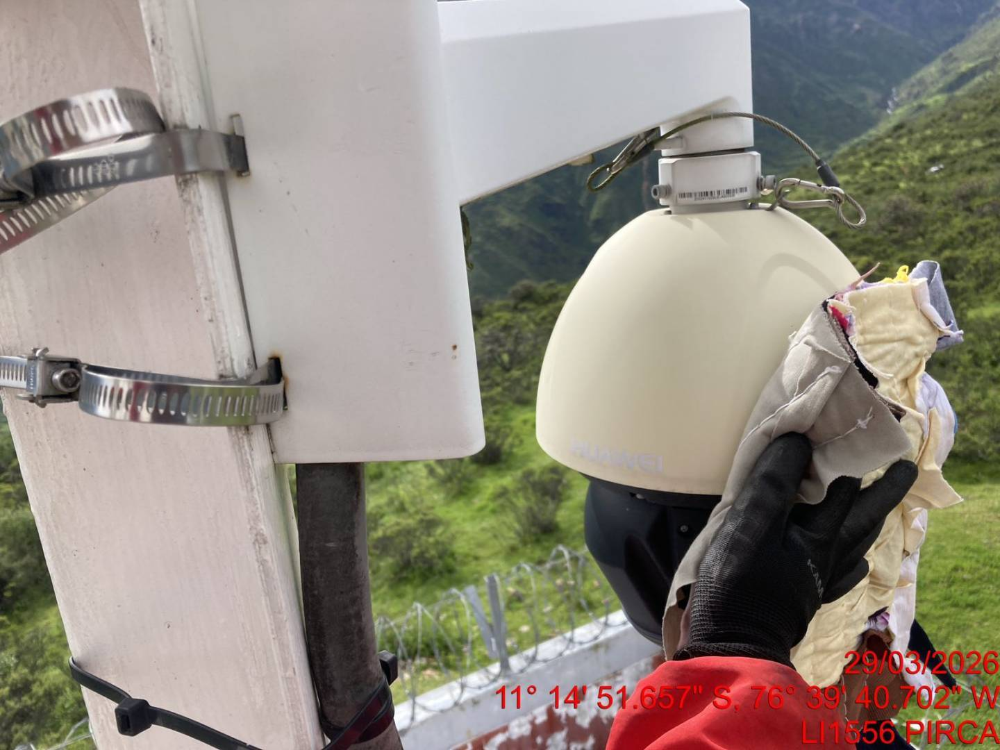 HUAWEI
29/03/2026
11° 14' 51.657" S, 76° 39' 40.702" W
LI1556 PIRCA